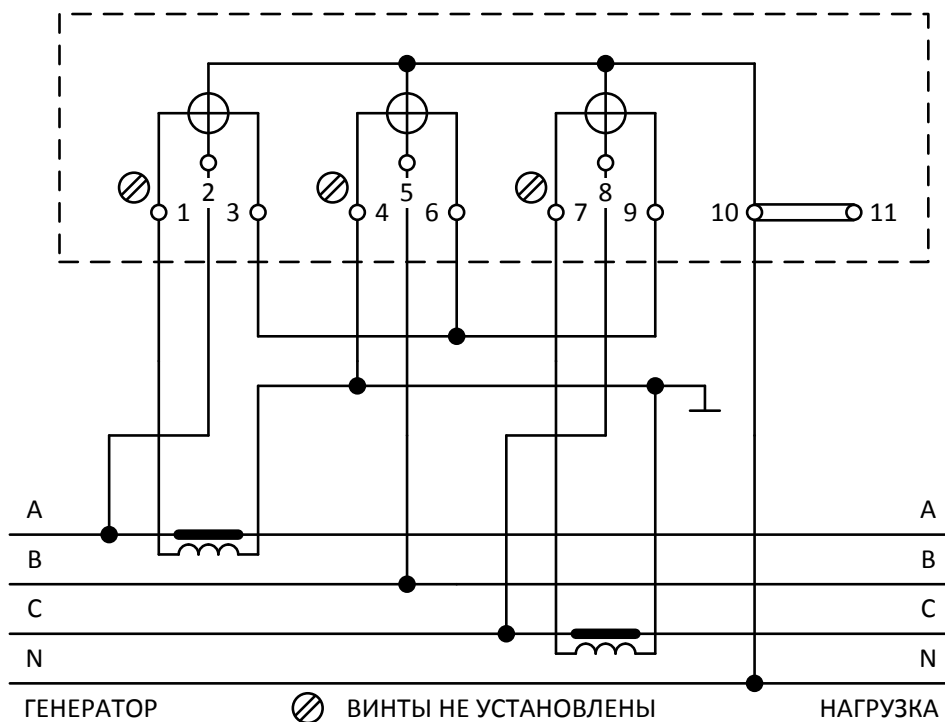 2 5 8
1 3 4 6 7 9 10 11
A A
B B
C C
N N
ГЕНЕРАТОР ВИНТЫ НЕ УСТАНОВЛЕНЫ НАГРУЗКА